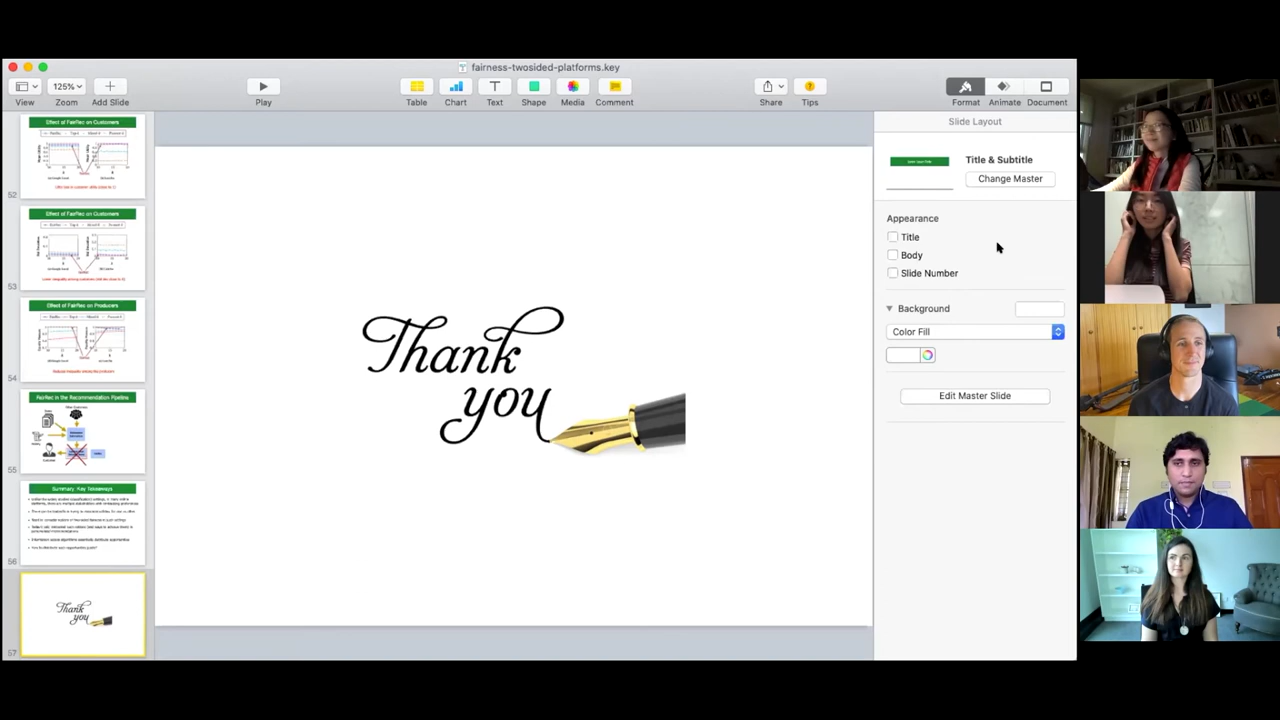 fairness-twosided-platforms.key
125%
View
Zoom
Add Slide
Play
Table
Chart
Text
Shape
Media
Comment
Share
Tips
Format
Animate
Document
Effect of FairRec on Customers
52
Effect of FairRec on Customers
53
Effect of FairRec on Producers
54
FairRec in the Recommendation Pipeline
55
Summary: Key Takeaways
56
Thank
you
57
Thank
you
Slide Layout
Title & Subtitle
Change Master
Appearance
Title
Body
Slide Number
Background
Color Fill
Edit Master Slide